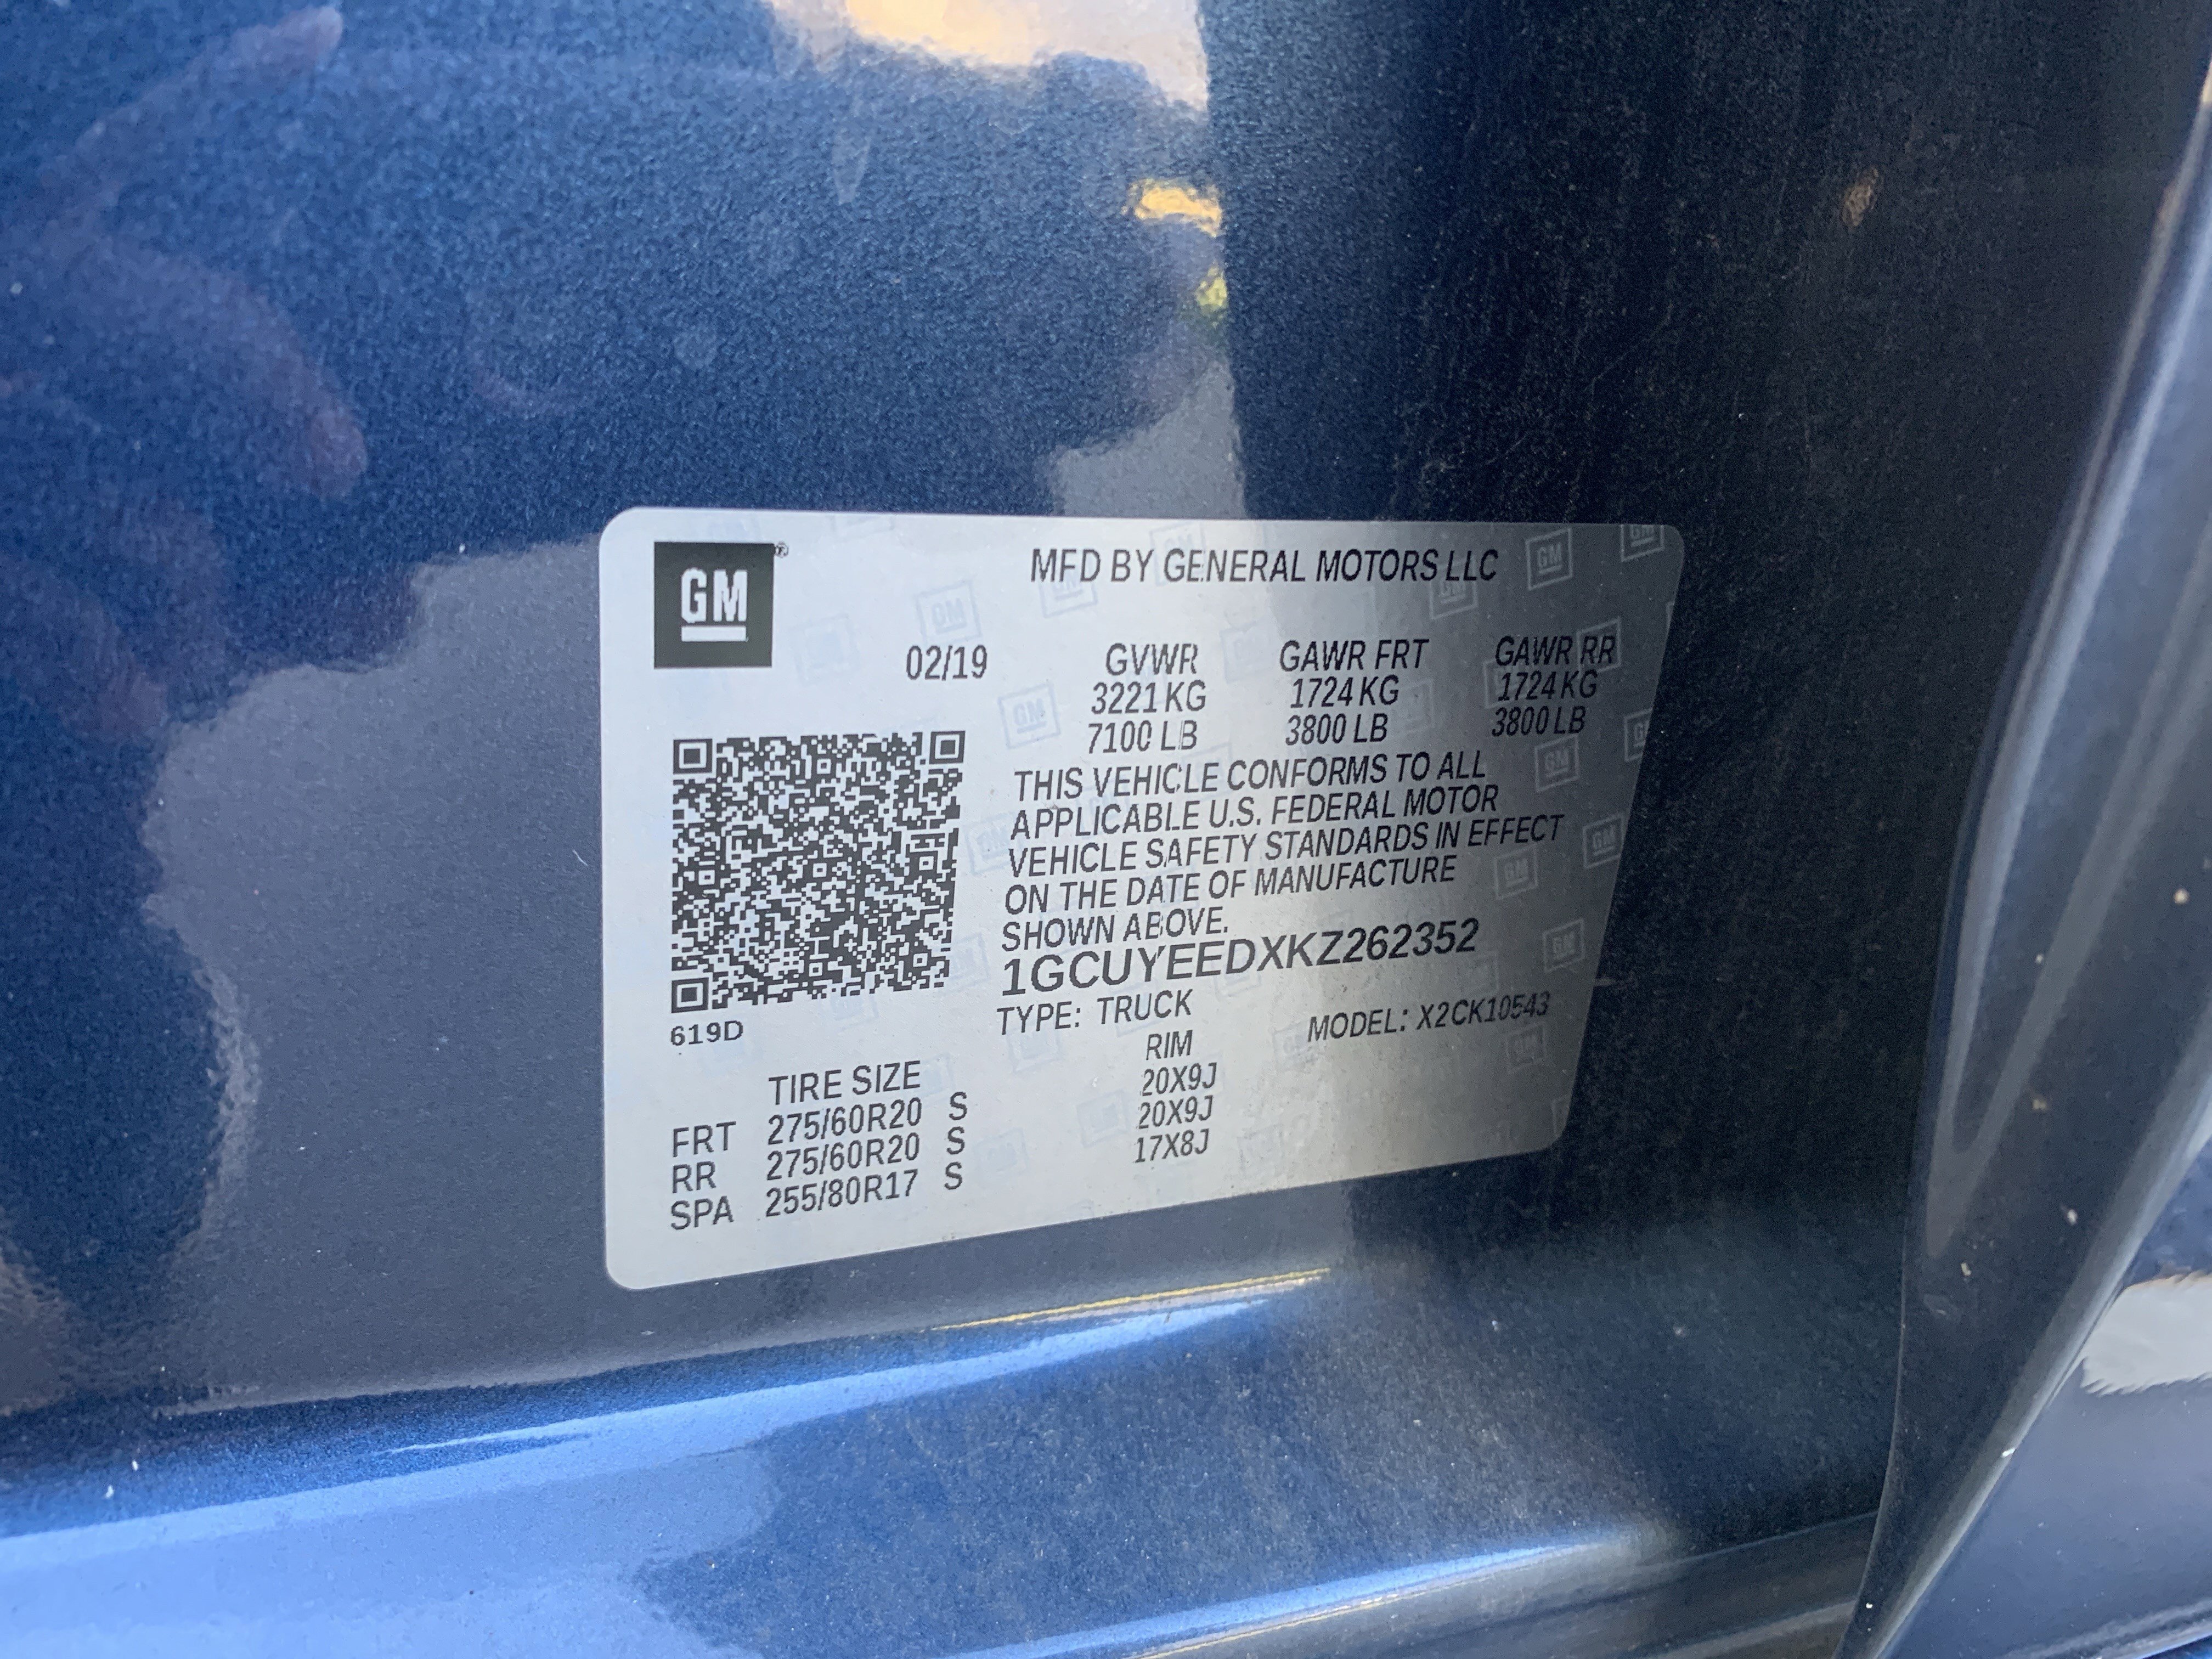 GM®
MFD BY GENERAL MOTORS LLC
02/19 GVWR GAWR FRT GAWR RR
3221 KG 1724 KG 1724 KG
7100 LB 3800 LB 3800 LB
THIS VEHICLE CONFORMS TO ALL
APPLICABLE U.S. FEDERAL MOTOR
VEHICLE SAFETY STANDARDS IN EFFECT
ON THE DATE OF MANUFACTURE
SHOWN ABOVE.
1GCUYEEDXKZ262352
619D
TYPE: TRUCK MODEL: X2CK10543
TIRE SIZE RIM
FRT 275/60R20 S 20X9J
RR 275/60R20 S 20X9J
SPA 255/80R17 S 17X8J